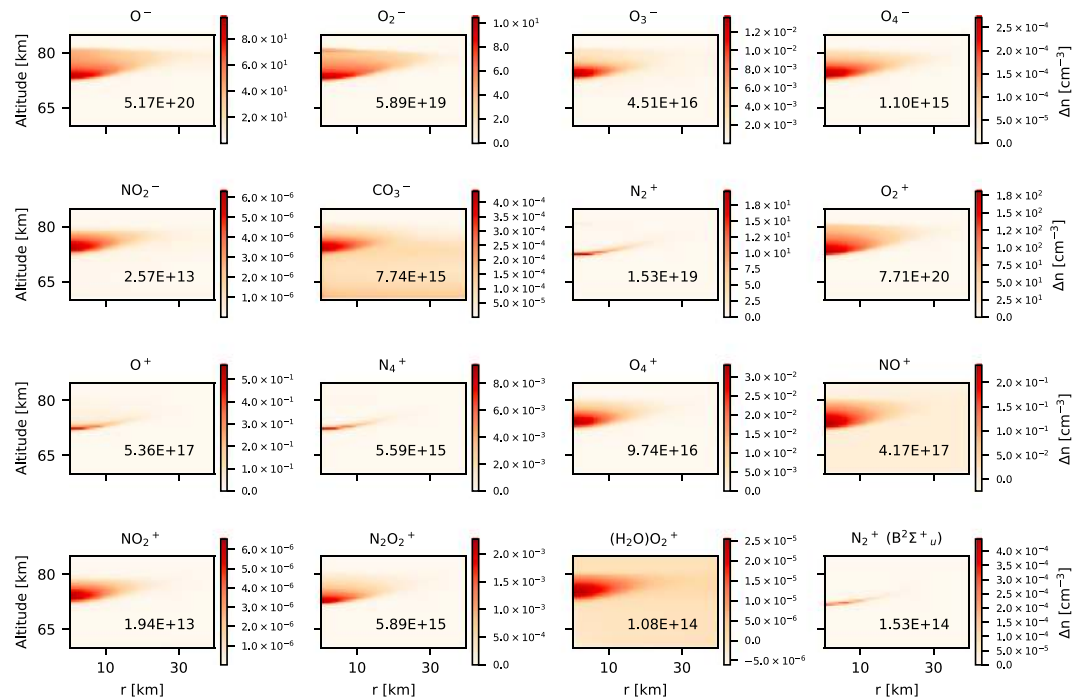 O⁻ O₂⁻ O₃⁻ O₄⁻
Altitude [km] 80 65 10 30 5.17E+20 8.0 × 10¹ 6.0 × 10¹ 4.0 × 10¹ 2.0 × 10¹
10 30 5.89E+19 1.0 × 10¹ 8.0 6.0 4.0 2.0 0.0
10 30 4.51E+16 1.2 × 10⁻² 1.0 × 10⁻² 8.0 × 10⁻³ 6.0 × 10⁻³ 4.0 × 10⁻³ 2.0 × 10⁻³ 0.0
10 30 1.10E+15 2.5 × 10⁻⁴ 2.0 × 10⁻⁴ 1.5 × 10⁻⁴ 1.0 × 10⁻⁴ 5.0 × 10⁻⁵ 0.0 Δn [cm⁻³]
NO₂⁻ CO₃⁻ N₂⁺ O₂⁺
Altitude [km] 80 65 2.57E+13 6.0 × 10⁻⁶ 5.0 × 10⁻⁶ 4.0 × 10⁻⁶ 3.0 × 10⁻⁶ 2.0 × 10⁻⁶ 1.0 × 10⁻⁶
7.74E+15 4.0 × 10⁻⁴ 3.5 × 10⁻⁴ 3.0 × 10⁻⁴ 2.5 × 10⁻⁴ 2.0 × 10⁻⁴ 1.5 × 10⁻⁴ 1.0 × 10⁻⁴ 5.0 × 10⁻⁵
1.53E+19 1.8 × 10¹ 1.5 × 10¹ 1.2 × 10¹ 1.0 × 10¹ 7.5 5.0 2.5 0.0
7.71E+20 1.8 × 10² 1.5 × 10² 1.2 × 10² 1.0 × 10² 7.5 × 10¹ 5.0 × 10¹ 2.5 × 10¹ 0.0 Δn [cm⁻³]
O⁺ N₄⁺ O₄⁺ NO⁺
Altitude [km] 80 65 5.36E+17 5.0 × 10⁻¹ 4.0 × 10⁻¹ 3.0 × 10⁻¹ 2.0 × 10⁻¹ 1.0 × 10⁻¹ 0.0
5.59E+15 8.0 × 10⁻³ 6.0 × 10⁻³ 4.0 × 10⁻³ 2.0 × 10⁻³ 0.0
9.74E+16 3.0 × 10⁻² 2.5 × 10⁻² 2.0 × 10⁻² 1.5 × 10⁻² 1.0 × 10⁻² 5.0 × 10⁻³ 0.0
4.17E+17 2.0 × 10⁻¹ 1.5 × 10⁻¹ 1.0 × 10⁻¹ 5.0 × 10⁻² 0.0 Δn [cm⁻³]
NO₂⁺ N₂O₂⁺ (H₂O)O₂⁺ N₂⁺ (B²Σ⁺ᵤ)
Altitude [km] 80 65 10 30 r [km] 1.94E+13 6.0 × 10⁻⁶ 5.0 × 10⁻⁶ 4.0 × 10⁻⁶ 3.0 × 10⁻⁶ 2.0 × 10⁻⁶ 1.0 × 10⁻⁶ 0.0
10 30 r [km] 5.89E+15 2.0 × 10⁻³ 1.5 × 10⁻³ 1.0 × 10⁻³ 5.0 × 10⁻⁴ 0.0
10 30 r [km] 1.08E+14 2.5 × 10⁻⁵ 2.0 × 10⁻⁵ 1.5 × 10⁻⁵ 1.0 × 10⁻⁵ 5.0 × 10⁻⁶ 0.0 −5.0 × 10⁻⁶
10 30 r [km] 1.53E+14 4.0 × 10⁻⁴ 3.5 × 10⁻⁴ 3.0 × 10⁻⁴ 2.5 × 10⁻⁴ 2.0 × 10⁻⁴ 1.5 × 10⁻⁴ 1.0 × 10⁻⁴ 5.0 × 10⁻⁵ 0.0 Δn [cm⁻³]